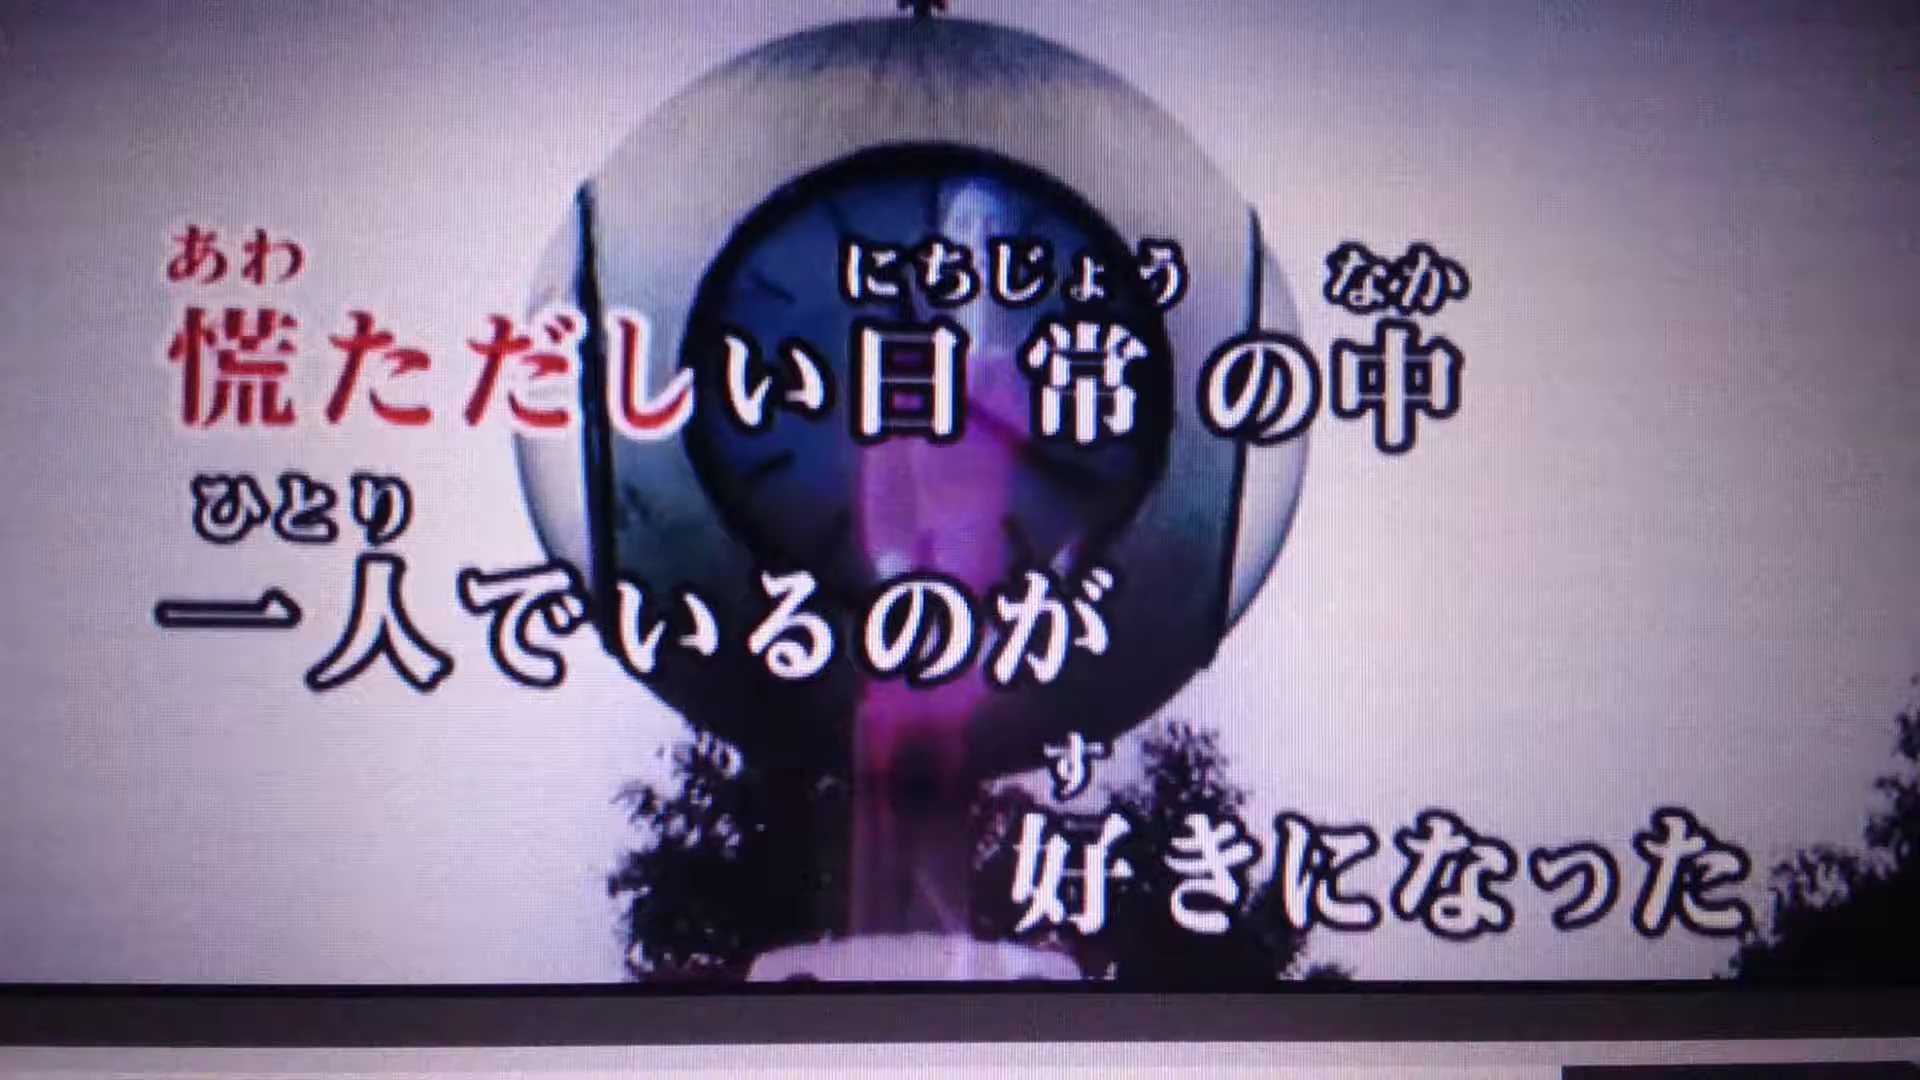 あわ
にちじょう
なか
慌ただしい日常の中
ひとり
一人でいるのが
す
好きになった